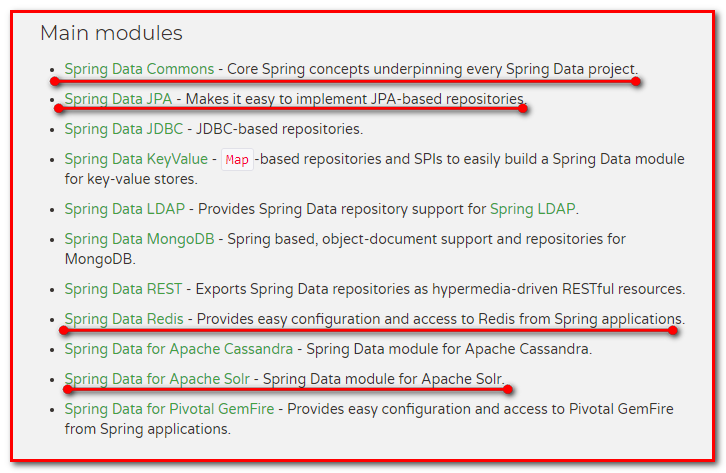 Main modules
Spring Data Commons - Core Spring concepts underpinning every Spring Data project.
Spring Data JPA - Makes it easy to implement JPA-based repositories.
Spring Data JDBC - JDBC-based repositories.
Spring Data KeyValue - Map-based repositories and SPIs to easily build a Spring Data module
for key-value stores.
Spring Data LDAP - Provides Spring Data repository support for Spring LDAP.
Spring Data MongoDB - Spring based, object-document support and repositories for
MongoDB.
Spring Data REST - Exports Spring Data repositories as hypermedia-driven RESTful resources.
Spring Data Redis - Provides easy configuration and access to Redis from Spring applications.
Spring Data for Apache Cassandra - Spring Data module for Apache Cassandra.
Spring Data for Apache Solr - Spring Data module for Apache Solr.
Spring Data for Pivotal GemFire - Provides easy configuration and access to Pivotal GemFire
from Spring applications.